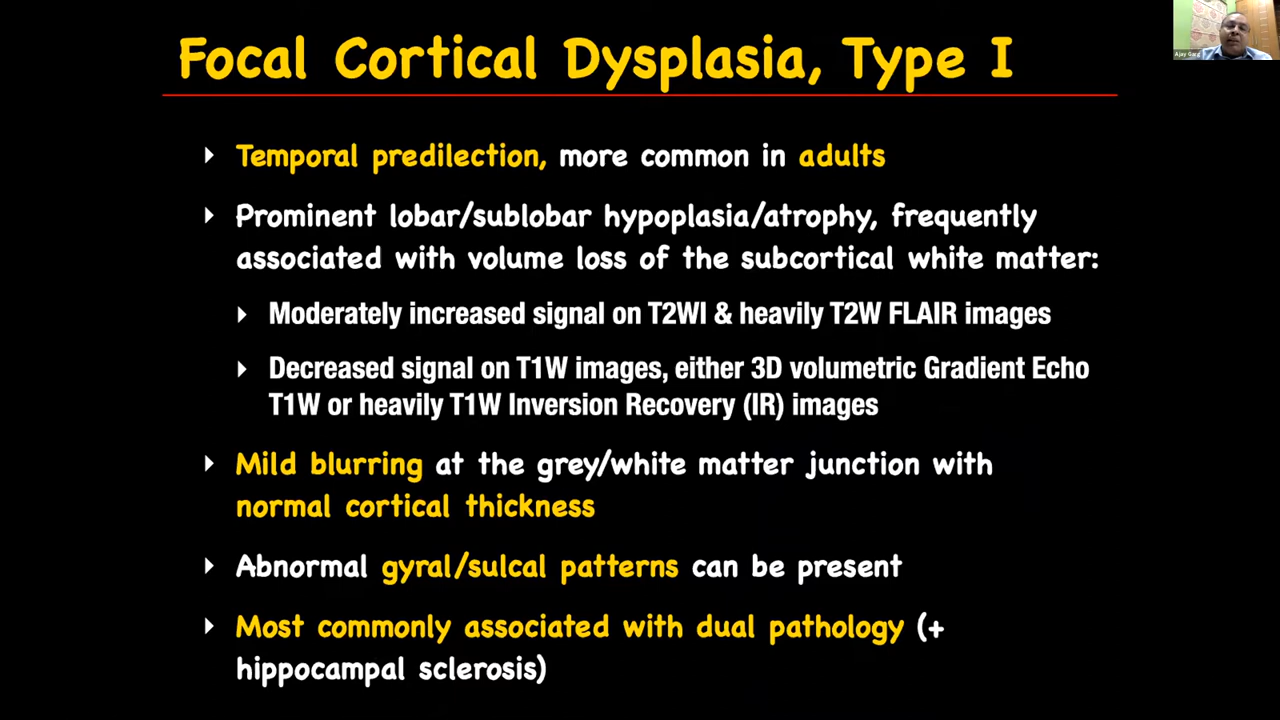 Focal Cortical Dysplasia, Type I
Ajay Garg
Temporal predilection, more common in adults
Prominent lobar/sublobar hypoplasia/atrophy, frequently
associated with volume loss of the subcortical white matter:
Moderately increased signal on T2WI & heavily T2W FLAIR images
Decreased signal on T1W images, either 3D volumetric Gradient Echo
T1W or heavily T1W Inversion Recovery (IR) images
Mild blurring at the grey/white matter junction with
normal cortical thickness
Abnormal gyral/sulcal patterns can be present
Most commonly associated with dual pathology (+
hippocampal sclerosis)